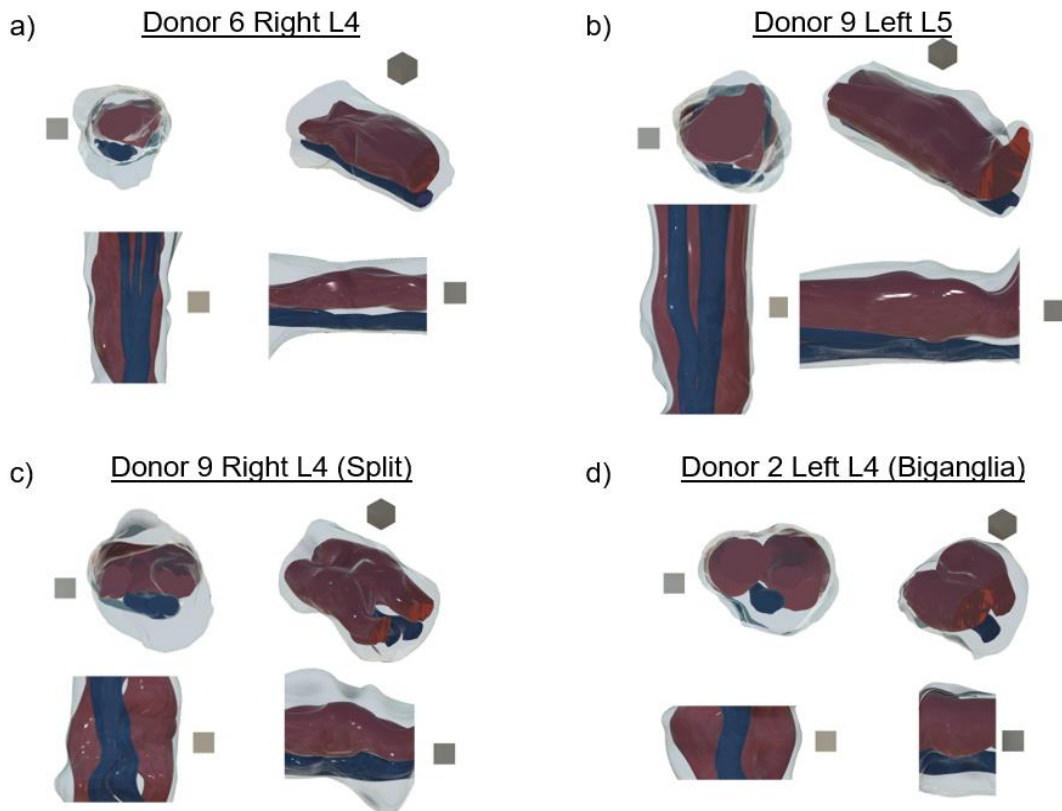 a) Donor 6 Right L4
b) Donor 9 Left L5
c) Donor 9 Right L4 (Split)
d) Donor 2 Left L4 (Biganglia)